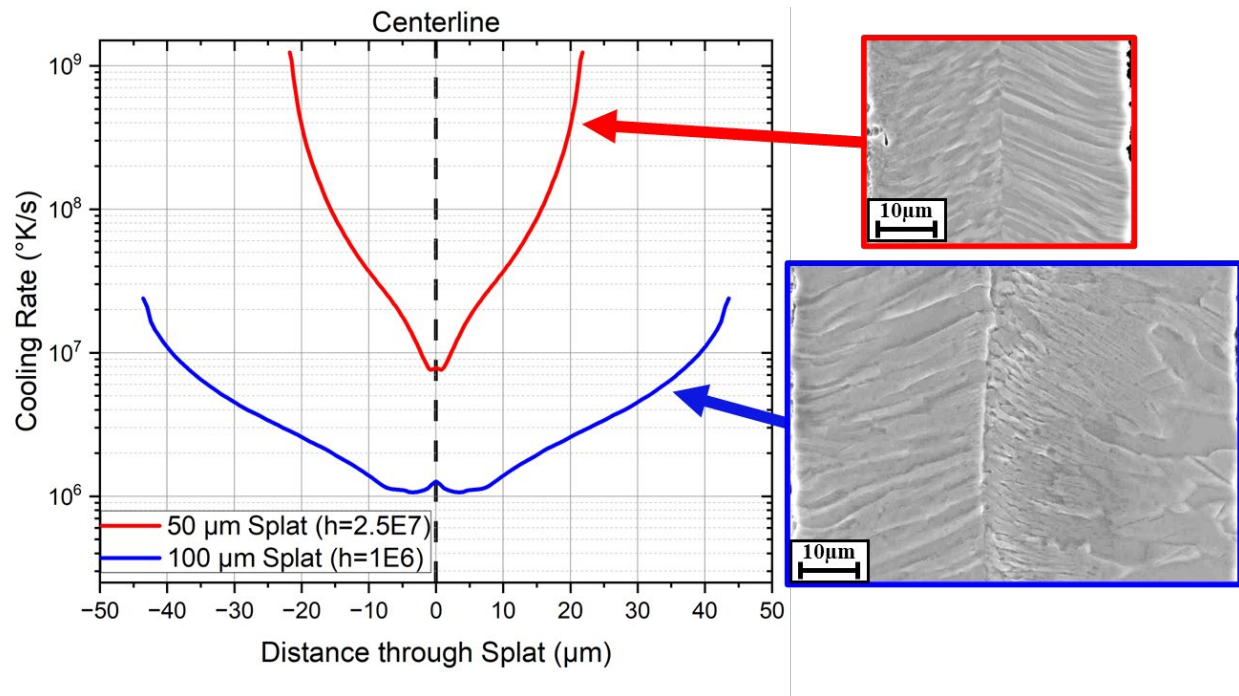 Centerline
10⁹
10⁸
10⁷
10⁶
Cooling Rate (°K/s)
50 µm Splat (h=2.5E7)
100 µm Splat (h=1E6)
−50 −40 −30 −20 −10 0 10 20 30 40 50
Distance through Splat (µm)
10µm
10µm